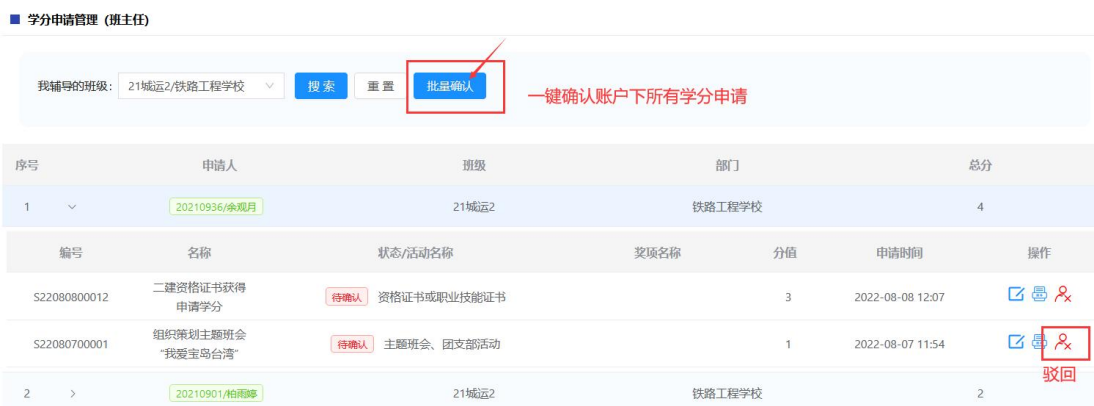 学分申请管理（班主任)
我辅导的班级： 21城运2/铁路工程学校 搜索 重置 批量确认
一键确认账户下所有学分申请
序号 申请人 班级 部门 总分
1 20210936/余观月 21城运2 铁路工程学校 4
编号 名称 状态/活动名称 奖项名称 分值 申请时间 操作
S22080800012 二建资格证书获得 待确认 资格证书或职业技能证书 3 2022-08-08 12:07
申请学分
S22080700001 组织策划主题班会 待确认 主题班会、团支部活动 1 2022-08-07 11:54
“我爱宝岛台湾”
驳回
2 20210901/柏雨婷 21城运2 铁路工程学校 2